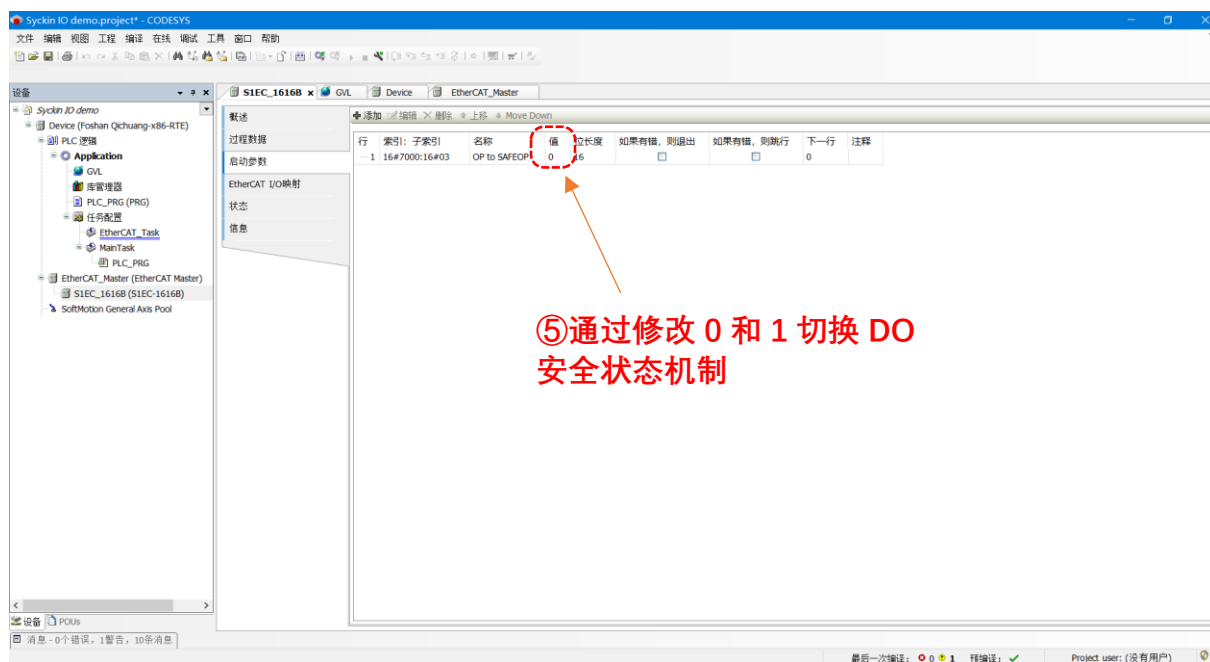 Syckin IO demo.project* - CODESYS
文件 编辑 视图 工程 编译 在线 调试 工具 窗口 帮助
设备
S1EC_1616B GVL Device EtherCAT_Master
Syckin IO demo
Device (Foshan Qichuang-x86-RTE)
PLC 逻辑
Application
GVL
库管理器
PLC_PRG (PRG)
任务配置
EtherCAT_Task
MainTask
PLC_PRG
EtherCAT_Master (EtherCAT Master)
S1EC_1616B (S1EC-1616B)
SoftMotion General Axis Pool
概述
过程数据
启动参数
EtherCAT I/O映射
状态
信息
添加 编辑 删除 上移 Move Down
行 索引: 子索引 名称 值 位长度 如果有错，则退出 如果有错，则跳行 下一行 注释
1 16#7000:16#03 OP to SAFEOP 0 16 0
⑤通过修改 0 和 1 切换 DO
安全状态机制
设备 POUs
消息 - 0个错误，1警告，10条消息
最后一次编译： 0 1 预编译： Project user: (没有用户)